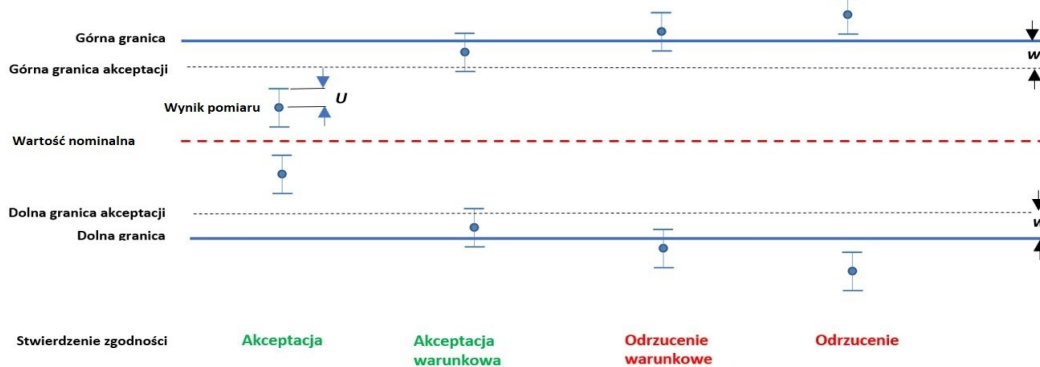 Górna granica
w
Górna granica akceptacji
U
Wynik pomiaru
Wartość nominalna
Dolna granica akceptacji
w
Dolna granica
Stwierdzenie zgodności
Akceptacja
Akceptacja
warunkowa
Odrzucenie
warunkowe
Odrzucenie